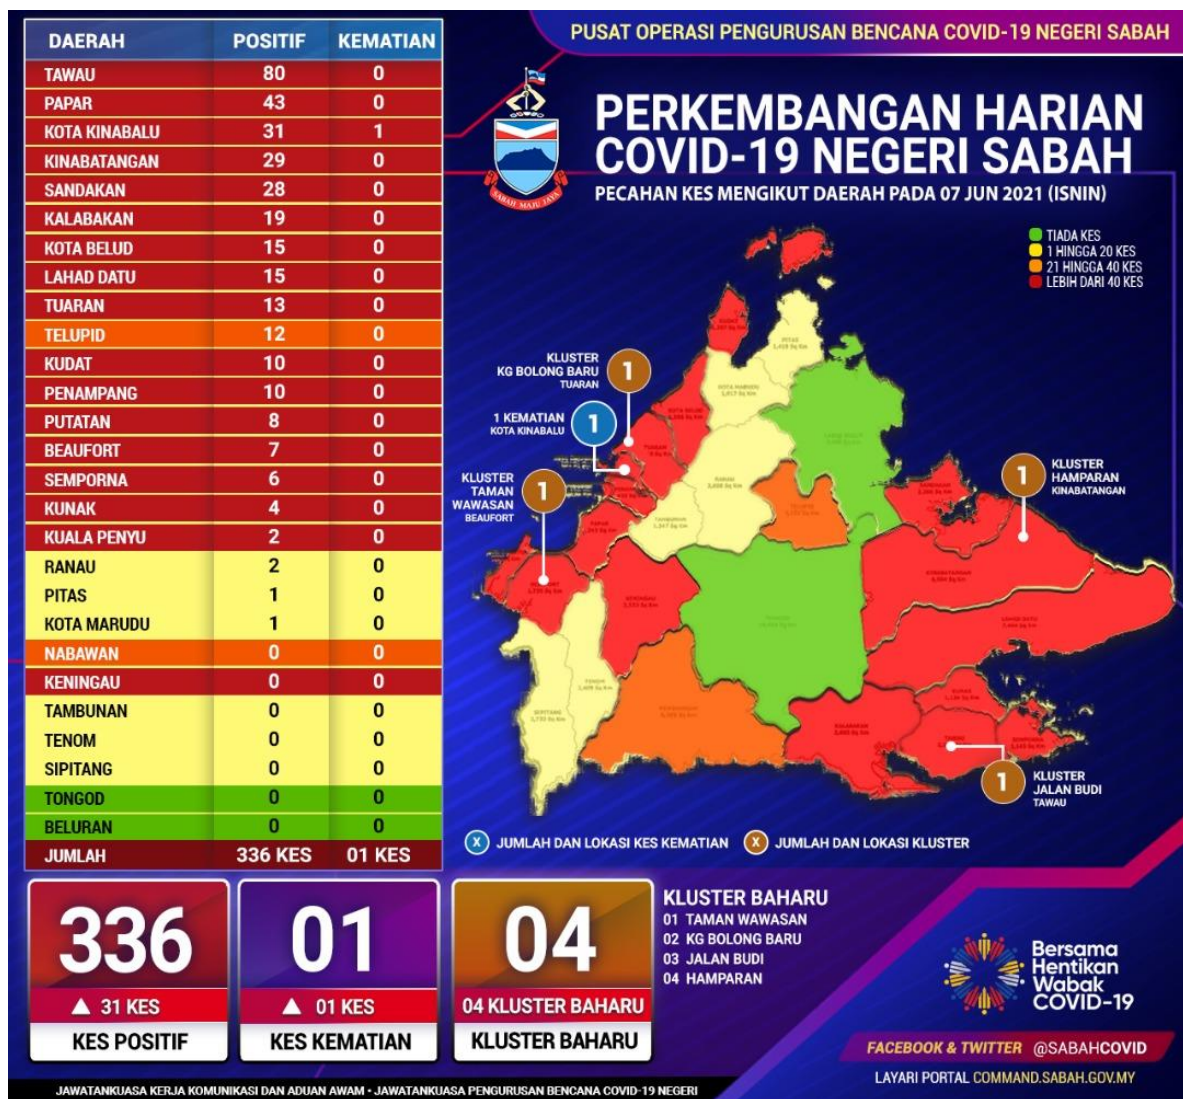 DAERAH POSITIF KEMATIAN
TAWAU 80 0
PAPAR 43 0
KOTA KINABALU 31 1
KINABATANGAN 29 0
SANDAKAN 28 0
KALABAKAN 19 0
KOTA BELUD 15 0
LAHAD DATU 15 0
TUARAN 13 0
TELUPID 12 0
KUDAT 10 0
PENAMPANG 10 0
PUTATAN 8 0
BEAUFORT 7 0
SEMPORNA 6 0
KUNAK 4 0
KUALA PENYU 2 0
RANAU 2 0
PITAS 1 0
KOTA MARUDU 1 0
NABAWAN 0 0
KENINGAU 0 0
TAMBUNAN 0 0
TENOM 0 0
SIPITANG 0 0
TONGOD 0 0
BELURAN 0 0
JUMLAH 336 KES 01 KES
PUSAT OPERASI PENGURUSAN BENCANA COVID-19 NEGERI SABAH
SABAH MAJU JAYA
PERKEMBANGAN HARIAN
COVID-19 NEGERI SABAH
PECAHAN KES MENGIKUT DAERAH PADA 07 JUN 2021 (ISNIN)
TIADA KES
1 HINGGA 20 KES
21 HINGGA 40 KES
LEBIH DARI 40 KES
KLUSTER
KG BOLONG BARU
TUARAN
1
1 KEMATIAN
KOTA KINABALU
1
KLUSTER
TAMAN
WAWASAN
BEAUFORT
1
1
KLUSTER
HAMPARAN
KINABATANGAN
1
KLUSTER
JALAN BUDI
TAWAU
X JUMLAH DAN LOKASI KES KEMATIAN
X JUMLAH DAN LOKASI KLUSTER
336
31 KES
KES POSITIF
01
01 KES
KES KEMATIAN
04
04 KLUSTER BAHARU
KLUSTER BAHARU
KLUSTER BAHARU
01 TAMAN WAWASAN
02 KG BOLONG BARU
03 JALAN BUDI
04 HAMPARAN
Bersama
Hentikan
Wabak
COVID-19
FACEBOOK & TWITTER @SABAHCOVID
LAYARI PORTAL COMMAND.SABAH.GOV.MY
JAWATANKUASA KERJA KOMUNIKASI DAN ADUAN AWAM - JAWATANKUASA PENGURUSAN BENCANA COVID-19 NEGERI